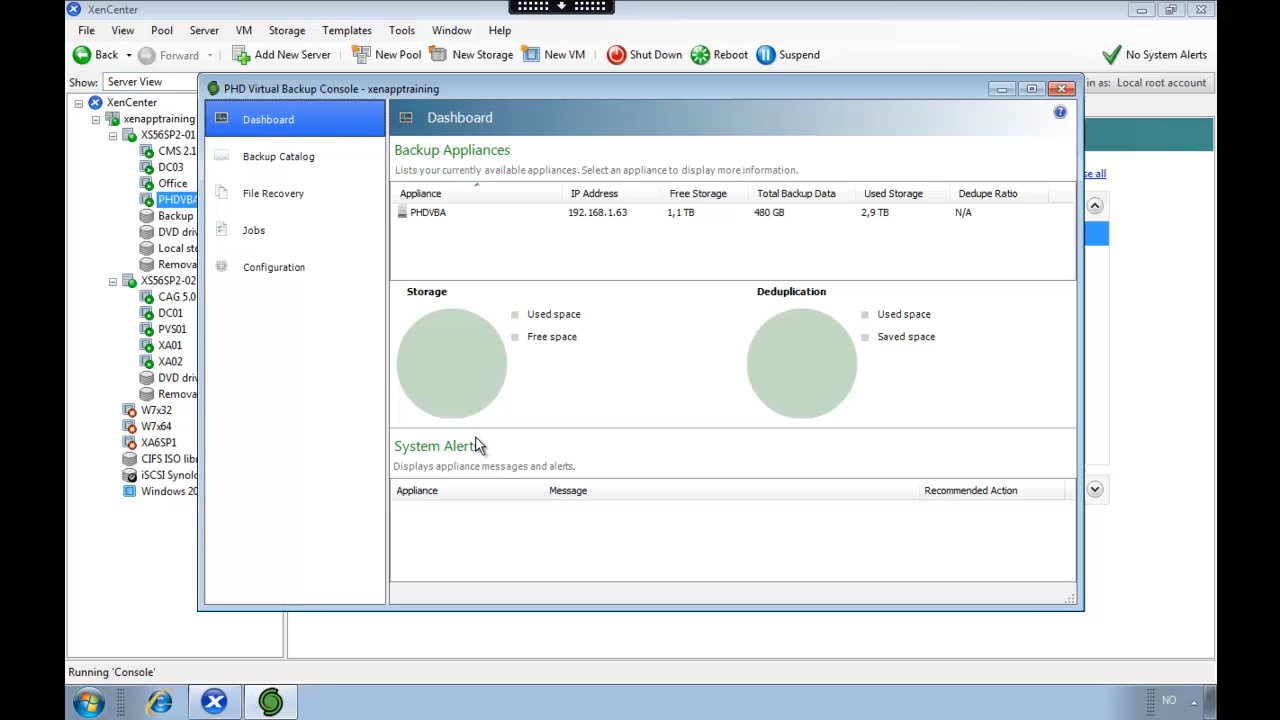 XenCenter
File View Pool Server VM Storage Templates Tools Window Help
Back Forward Add New Server New Pool New Storage New VM Shut Down Reboot Suspend No System Alerts
Show: Server View
in as: Local root account
XenCenter
xenapptraining
XS56SP2-01
CMS 2.1
DC03
Office
PHDVBA
Backup
DVD driv
Local sto
Remova
XS56SP2-02
CAG 5.0
DC01
PVS01
XA01
XA02
DVD driv
Remova
W7x32
W7x64
XA6SP1
CIFS ISO libr
iSCSI Synolo
Windows 20
se all
PHD Virtual Backup Console - xenapptraining
Dashboard
Backup Catalog
File Recovery
Jobs
Configuration
Dashboard
Backup Appliances
Lists your currently available appliances. Select an appliance to display more information.
Appliance IP Address Free Storage Total Backup Data Used Storage Dedupe Ratio
PHDVBA 192.168.1.63 1,1 TB 480 GB 2,9 TB N/A
Storage
Used space
Free space
Deduplication
Used space
Saved space
System Alerts
Displays appliance messages and alerts.
Appliance Message Recommended Action
Running 'Console'
NO